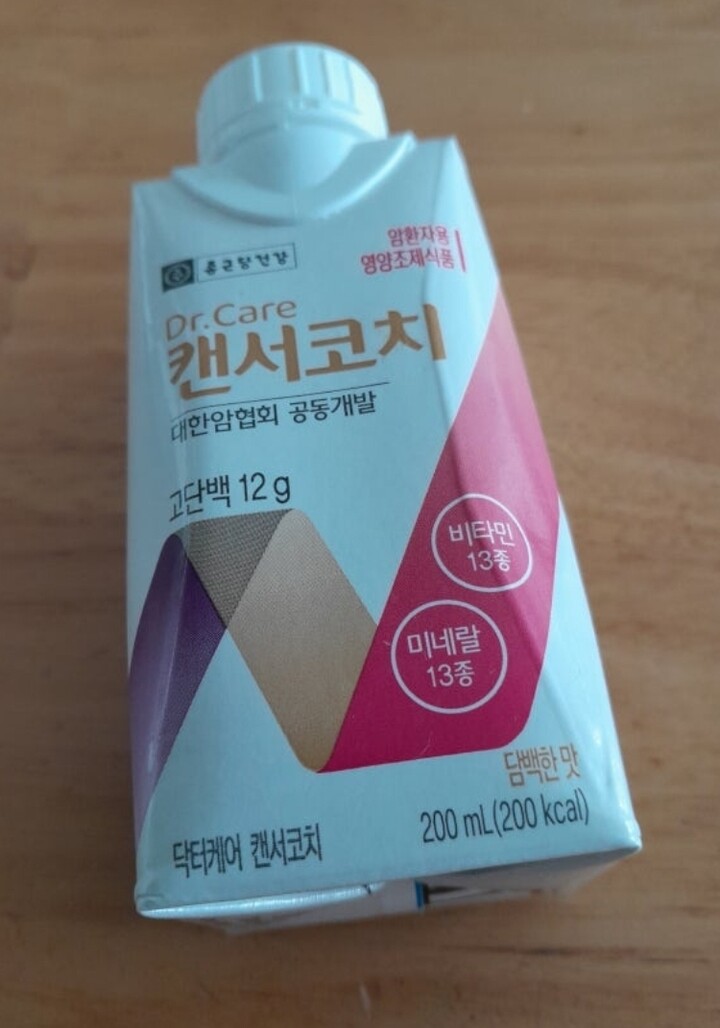 종근당건강
암환자용
영양조제식품
Dr.Care
캔서코치
대한암협회 공동개발
고단백 12 g
비타민
13종
미네랄
13종
담백한 맛
200 mL(200 kcal)
닥터케어 캔서코치